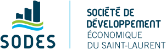 SODES
SOCIÉTÉ DE
DÉVELOPPEMENT
ÉCONOMIQUE
DU SAINT-LAURENT